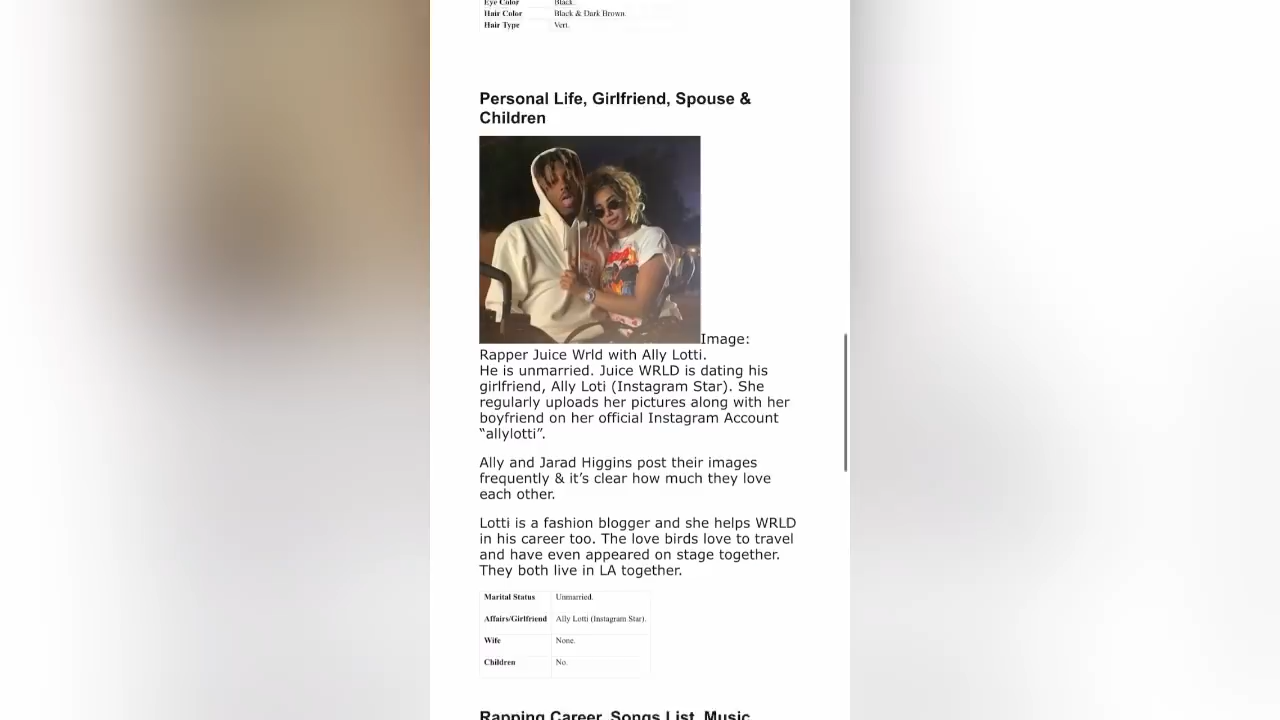 Eye Color Black.
Hair Color Black & Dark Brown.
Hair Type Vert.
Personal Life, Girlfriend, Spouse &
Children
Image:
Rapper Juice Wrld with Ally Lotti.
He is unmarried. Juice WRLD is dating his
girlfriend, Ally Loti (Instagram Star). She
regularly uploads her pictures along with her
boyfriend on her official Instagram Account
“allylotti”.
Ally and Jarad Higgins post their images
frequently & it’s clear how much they love
each other.
Lotti is a fashion blogger and she helps WRLD
in his career too. The love birds love to travel
and have even appeared on stage together.
They both live in LA together.
Marital Status Unmarried.
Affairs/Girlfriend Ally Lotti (Instagram Star).
Wife None.
Children No.
Rapping Career, Songs List, Music